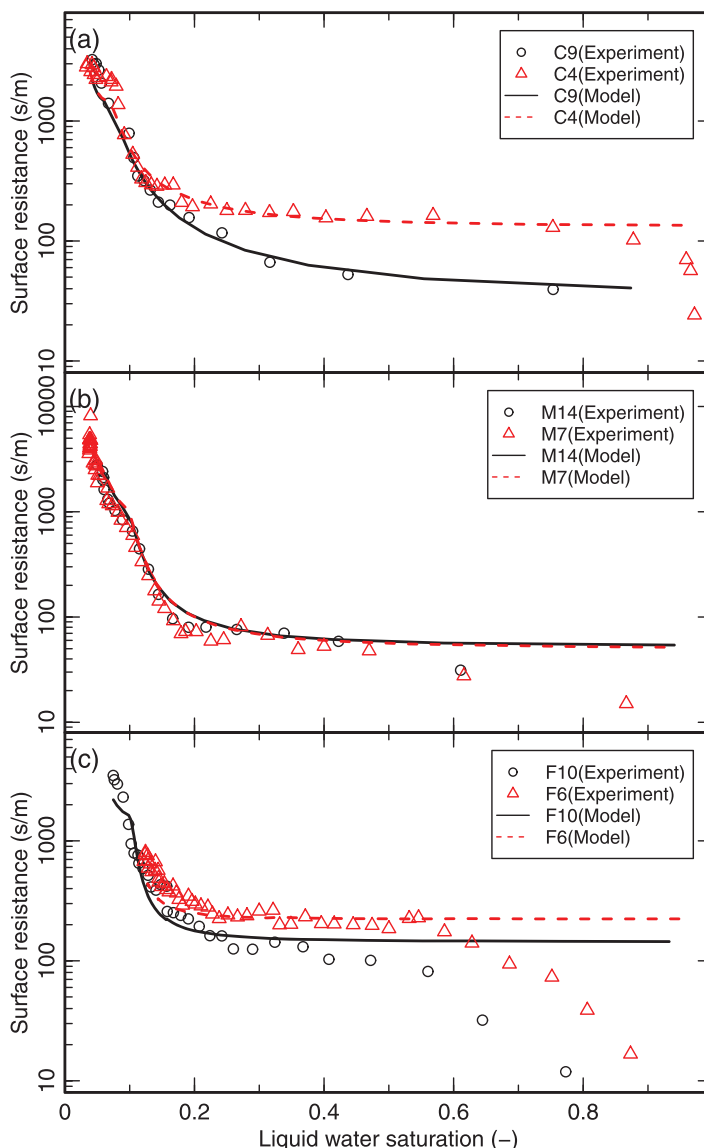 (a)
C9(Experiment)
C4(Experiment)
C9(Model)
C4(Model)
Surface resistance (s/m)
1000
100
10
(b)
M14(Experiment)
M7(Experiment)
M14(Model)
M7(Model)
Surface resistance (s/m)
10000
1000
100
10
(c)
F10(Experiment)
F6(Experiment)
F10(Model)
F6(Model)
Surface resistance (s/m)
1000
100
10
0 0.2 0.4 0.6 0.8
Liquid water saturation (−)